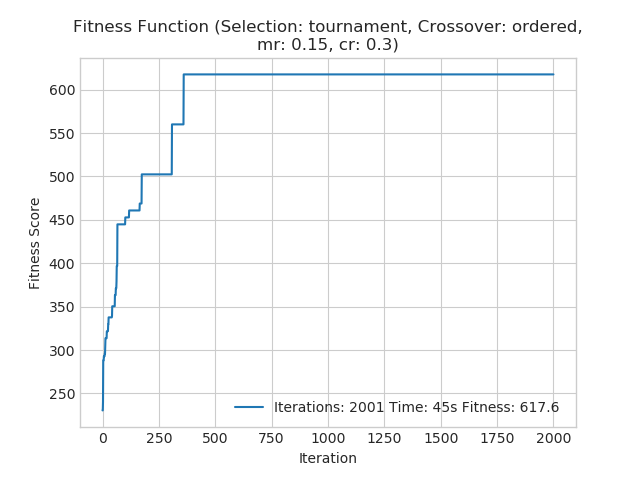 Fitness Function (Selection: tournament, Crossover: ordered,
mr: 0.15, cr: 0.3)
Fitness Score
600
550
500
450
400
350
300
250
Iterations: 2001 Time: 45s Fitness: 617.6
0 250 500 750 1000 1250 1500 1750 2000
Iteration